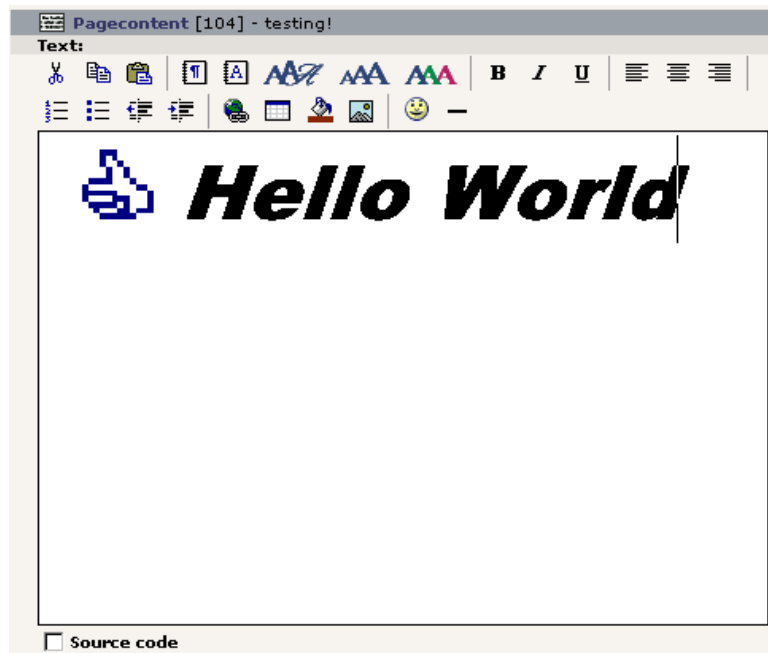 Pagecontent [104] - testing!
Text:
B I U
Hello World
Source code